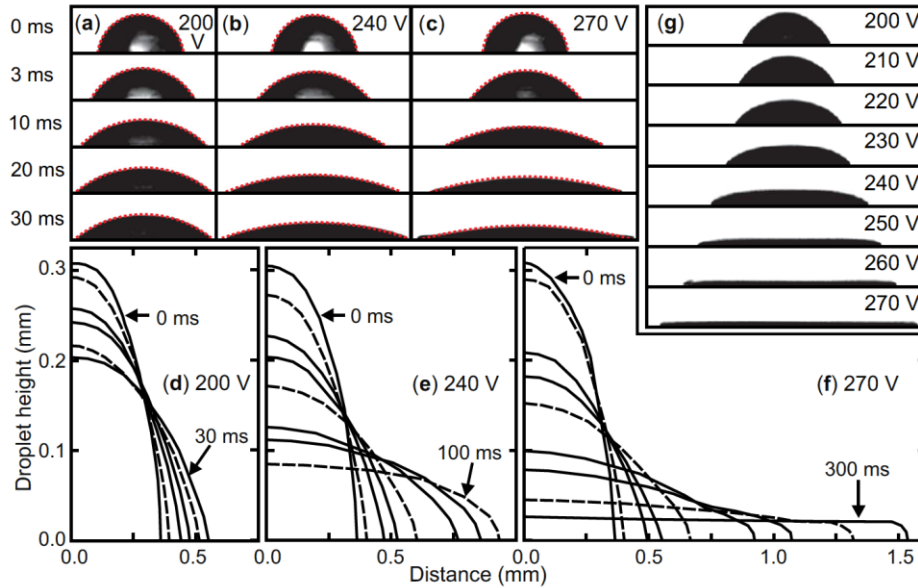 0 ms
3 ms
10 ms
20 ms
30 ms
(a) 200 V
(b) 240 V
(c) 270 V
(g) 200 V
210 V
220 V
230 V
240 V
250 V
260 V
270 V
Droplet height (mm)
0.3
0.2
0.1
0.0
0 ms
(d) 200 V
30 ms
0 ms
(e) 240 V
100 ms
0 ms
(f) 270 V
300 ms
0.0
0.5
0.0
0.5
0.0
0.5
1.0
1.5
Distance (mm)